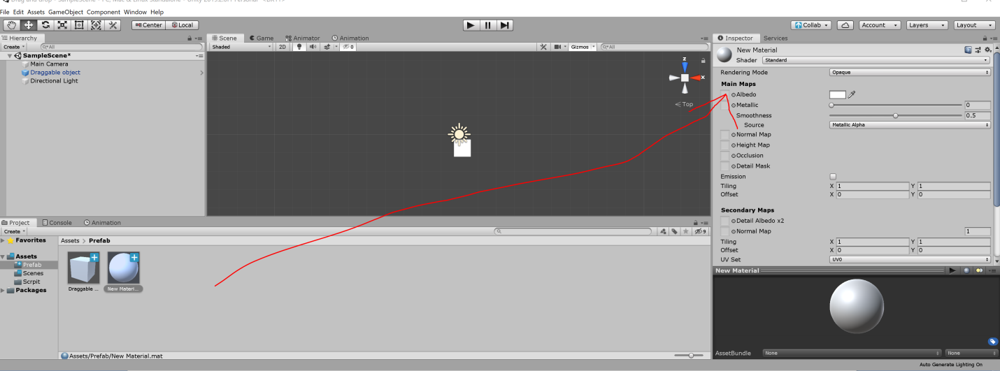 Drag and drop - SampleScene - PC, Mac & Linux Standalone - Unity 2019.2.0f1 Personal* <DX11>
File Edit Assets GameObject Component Window Help
Center Local Collab Account Layers Layout
Hierarchy
Create All
SampleScene*
Main Camera
Draggable object
Directional Light
Scene Game Animator Animation
Shaded 2D 0 Gizmos All
z
x
Top
Inspector Services
New Material
Shader Standard
Rendering Mode Opaque
Main Maps
Albedo
Metallic 0
Smoothness 0.5
Source Metallic Alpha
Normal Map
Height Map
Occlusion
Detail Mask
Emission
Tiling X 1 Y 1
Offset X 0 Y 0
Secondary Maps
Detail Albedo x2
Normal Map 1
Tiling X 1 Y 1
Offset X 0 Y 0
UV Set UV0
Project Console Animation
Create 9
Favorites
Assets
Prefab
Scenes
Scrpit
Packages
Assets > Prefab
Draggable ... New Materi...
Assets/Prefab/New Material.mat
New Material
AssetBundle None None
Auto Generate Lighting On